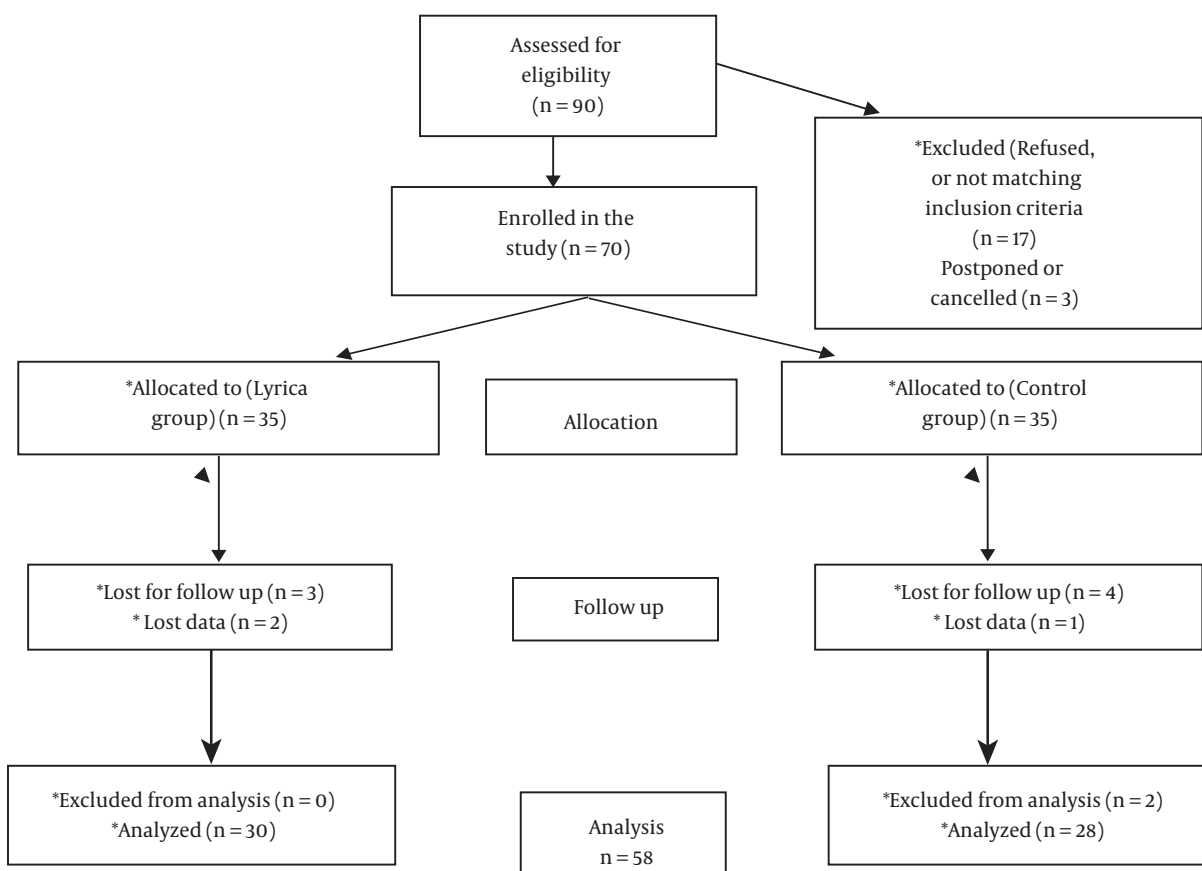 Assessed for
eligibility
(n = 90)
*Excluded (Refused,
or not matching
inclusion criteria
(n = 17)
Postponed or
cancelled (n = 3)
Enrolled in the
study (n = 70)
*Allocated to (Lyrica
group) (n = 35)
Allocation
*Allocated to (Control
group) (n = 35)
*Lost for follow up (n = 3)
* Lost data (n = 2)
Follow up
*Lost for follow up (n = 4)
* Lost data (n = 1)
*Excluded from analysis (n = 0)
*Analyzed (n = 30)
Analysis
n = 58
*Excluded from analysis (n = 2)
*Analyzed (n = 28)